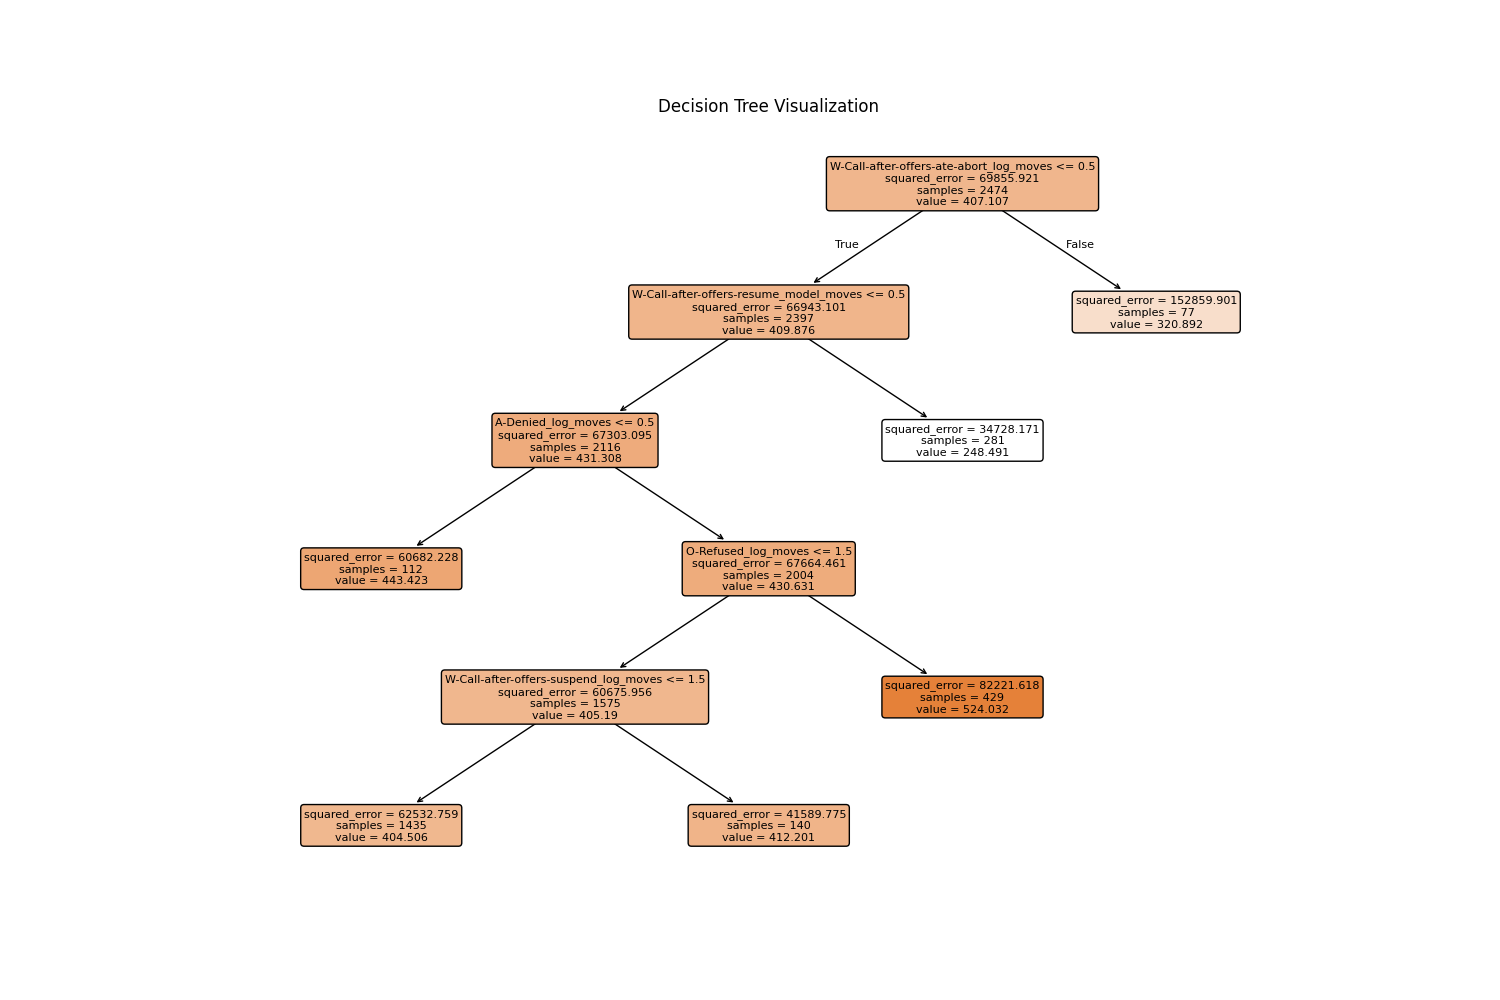 Decision Tree Visualization
W-Call-after-offers-ate-abort_log_moves <= 0.5
squared_error = 69855.921
samples = 2474
value = 407.107
True
False
W-Call-after-offers-resume_model_moves <= 0.5
squared_error = 66943.101
samples = 2397
value = 409.876
squared_error = 152859.901
samples = 77
value = 320.892
A-Denied_log_moves <= 0.5
squared_error = 67303.095
samples = 2116
value = 431.308
squared_error = 34728.171
samples = 281
value = 248.491
squared_error = 60682.228
samples = 112
value = 443.423
O-Refused_log_moves <= 1.5
squared_error = 67664.461
samples = 2004
value = 430.631
W-Call-after-offers-suspend_log_moves <= 1.5
squared_error = 60675.956
samples = 1575
value = 405.19
squared_error = 82221.618
samples = 429
value = 524.032
squared_error = 62532.759
samples = 1435
value = 404.506
squared_error = 41589.775
samples = 140
value = 412.201